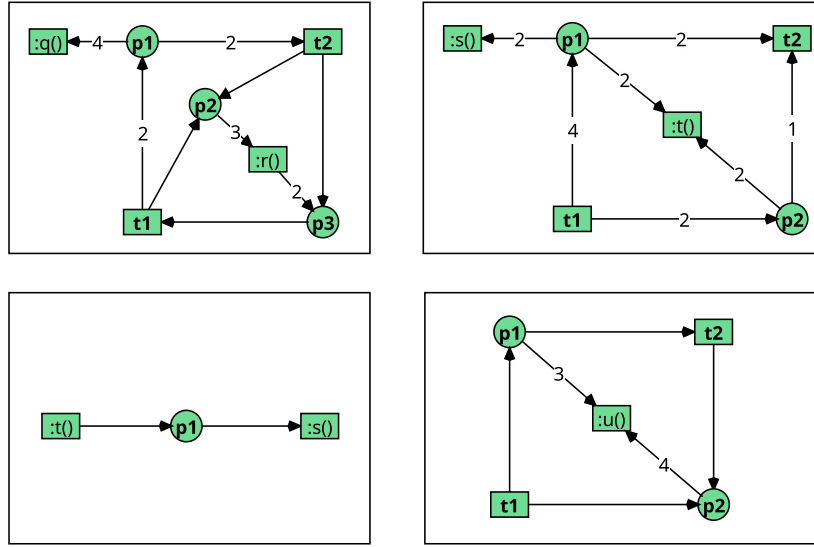 :q() 4 p1 2 t2
p2
3
2 :r()
2
t1 p3
:s() 2 p1 2 t2
2
4 :t() 1
2
t1 2 p2
:t() p1 :s()
p1 t2
3
:u()
4
t1 p2